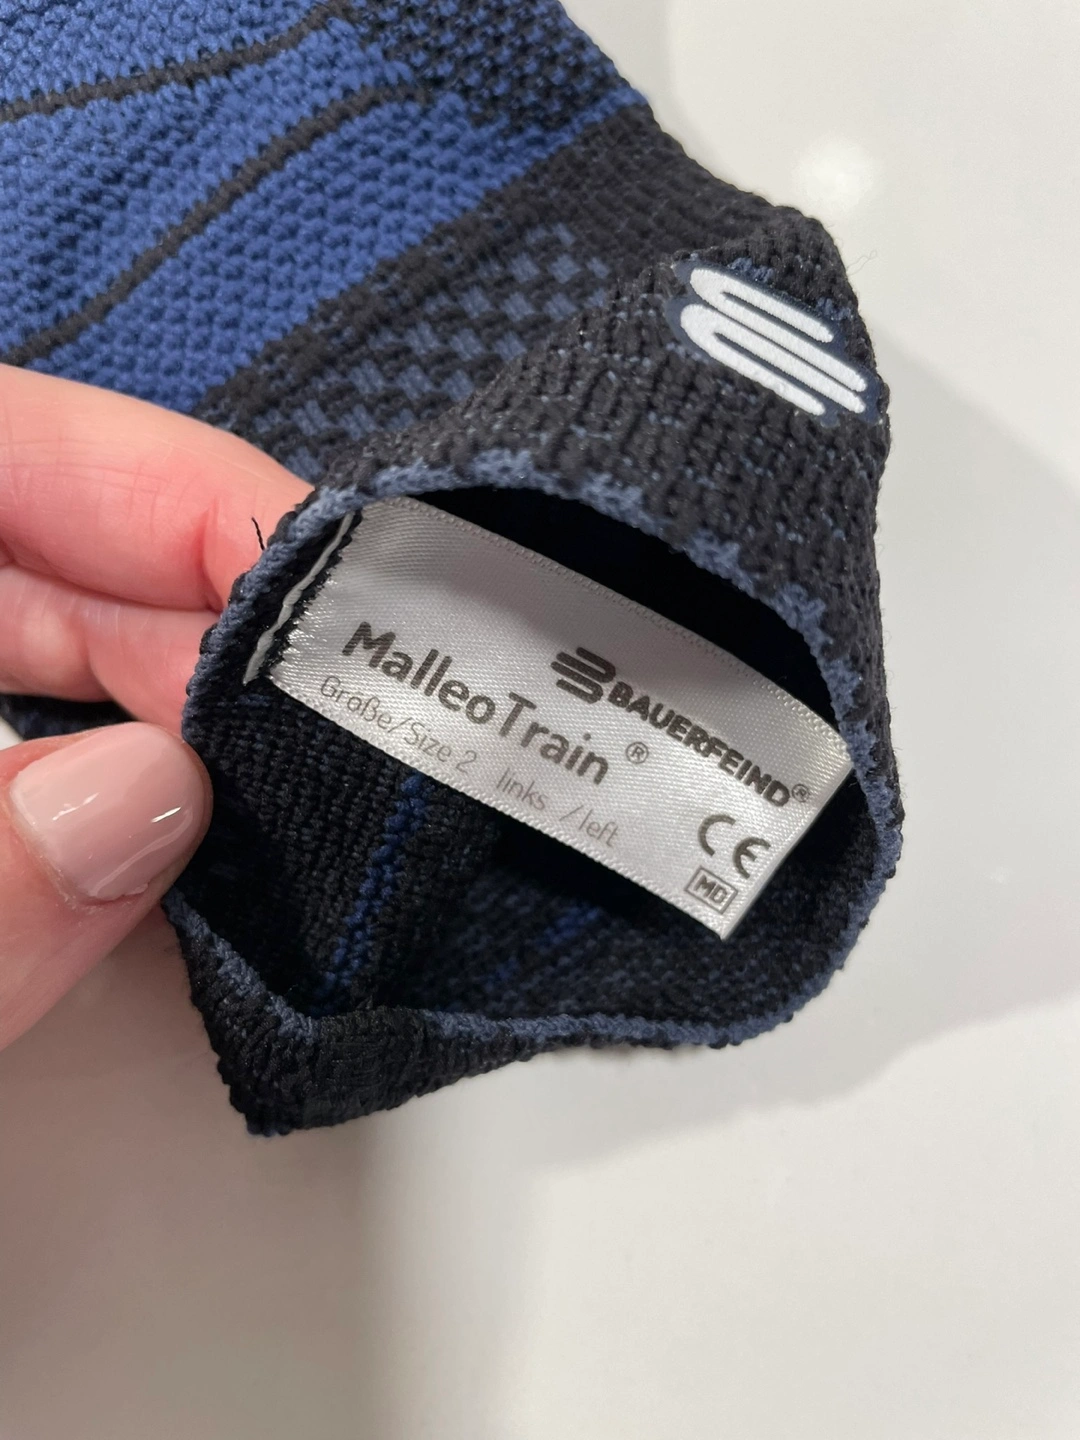 BAUERFEIND®
MalleoTrain®
Größe/Size 2 links /left
CE
MD